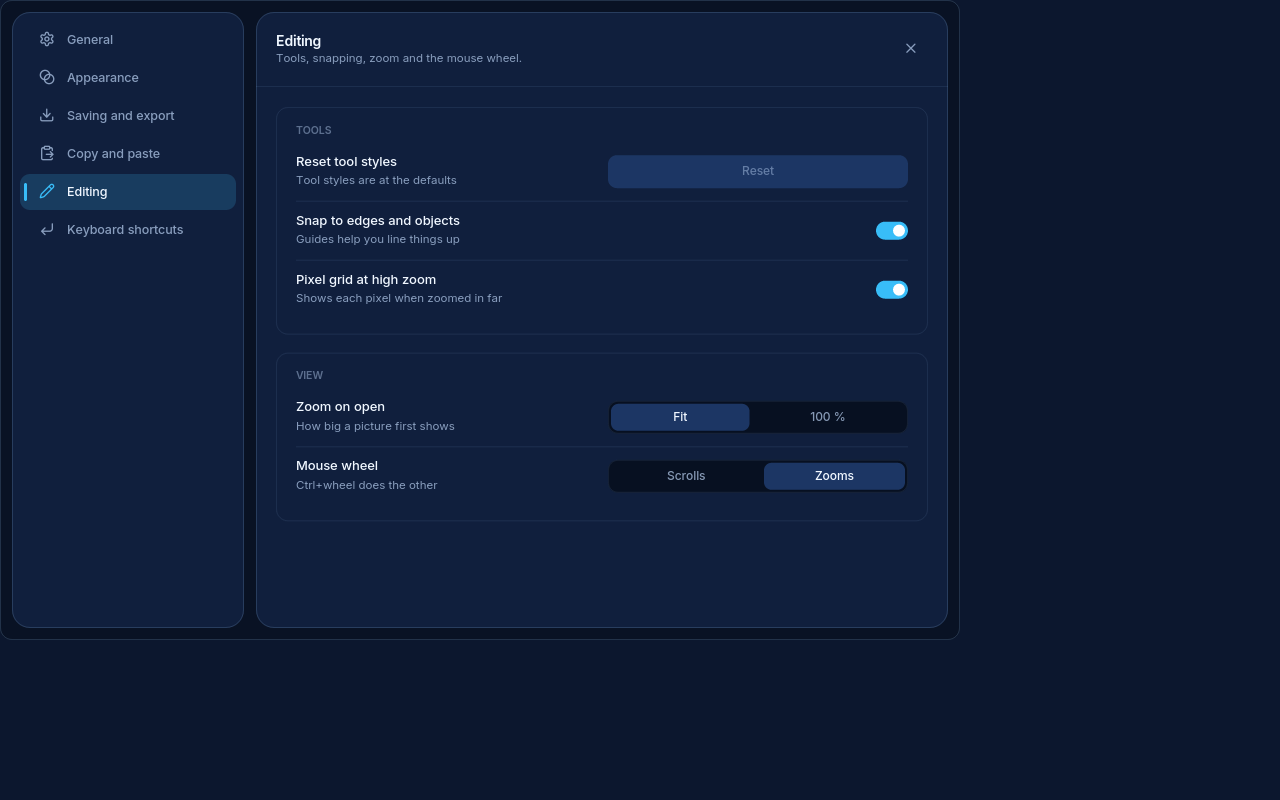 General
Appearance
Saving and export
Copy and paste
Editing
Keyboard shortcuts
Editing
Tools, snapping, zoom and the mouse wheel.
TOOLS
Reset tool styles
Tool styles are at the defaults
Reset
Snap to edges and objects
Guides help you line things up
Pixel grid at high zoom
Shows each pixel when zoomed in far
VIEW
Zoom on open
How big a picture first shows
Fit
100 %
Mouse wheel
Ctrl+wheel does the other
Scrolls
Zooms